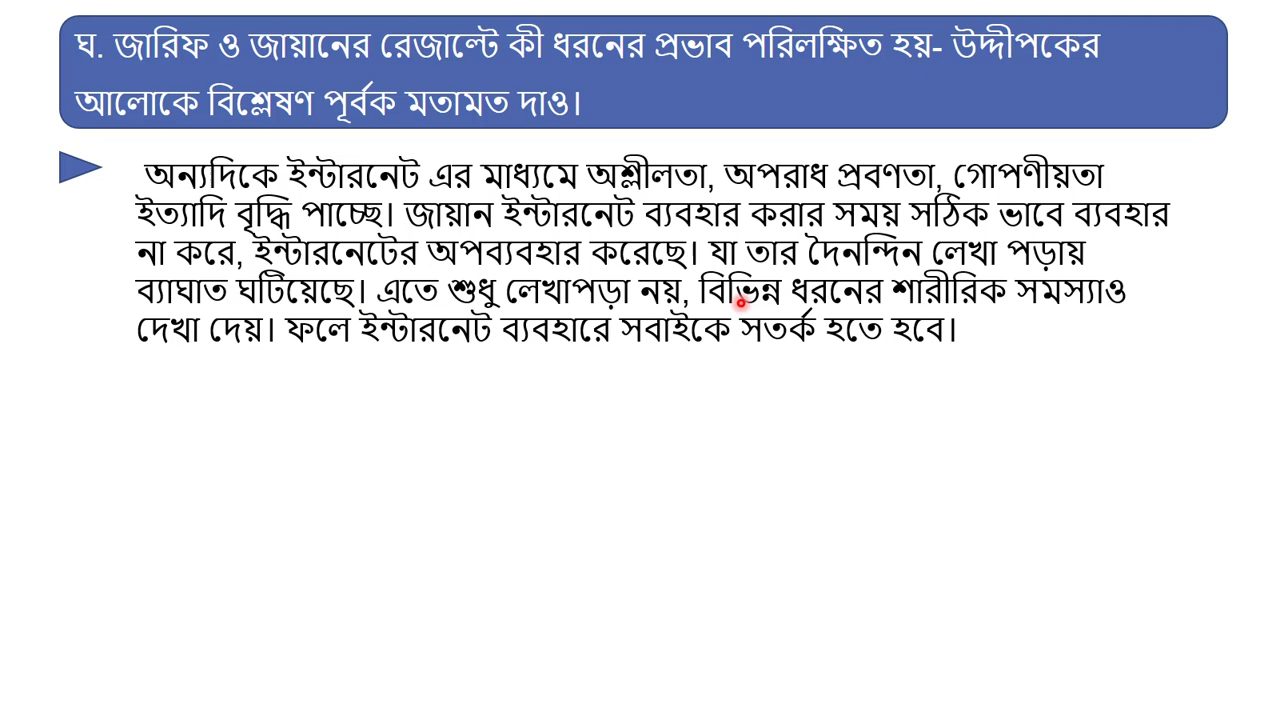 ঘ. জারিফ ও জায়ানের রেজাল্টে কী ধরনের প্রভাব পরিলক্ষিত হয়- উদ্দীপকের
আলোকে বিশ্লেষণ পূর্বক মতামত দাও।
অন্যদিকে ইন্টারনেট এর মাধ্যমে অশ্লীলতা, অপরাধ প্রবণতা, গোপণীয়তা
ইত্যাদি বৃদ্ধি পাচ্ছে। জায়ান ইন্টারনেট ব্যবহার করার সময় সঠিক ভাবে ব্যবহার
না করে, ইন্টারনেটের অপব্যবহার করেছে। যা তার দৈনন্দিন লেখা পড়ায়
ব্যাঘাত ঘটিয়েছে। এতে শুধু লেখাপড়া নয়, বিভিন্ন ধরনের শারীরিক সমস্যাও
দেখা দেয়। ফলে ইন্টারনেট ব্যবহারে সবাইকে সতর্ক হতে হবে।